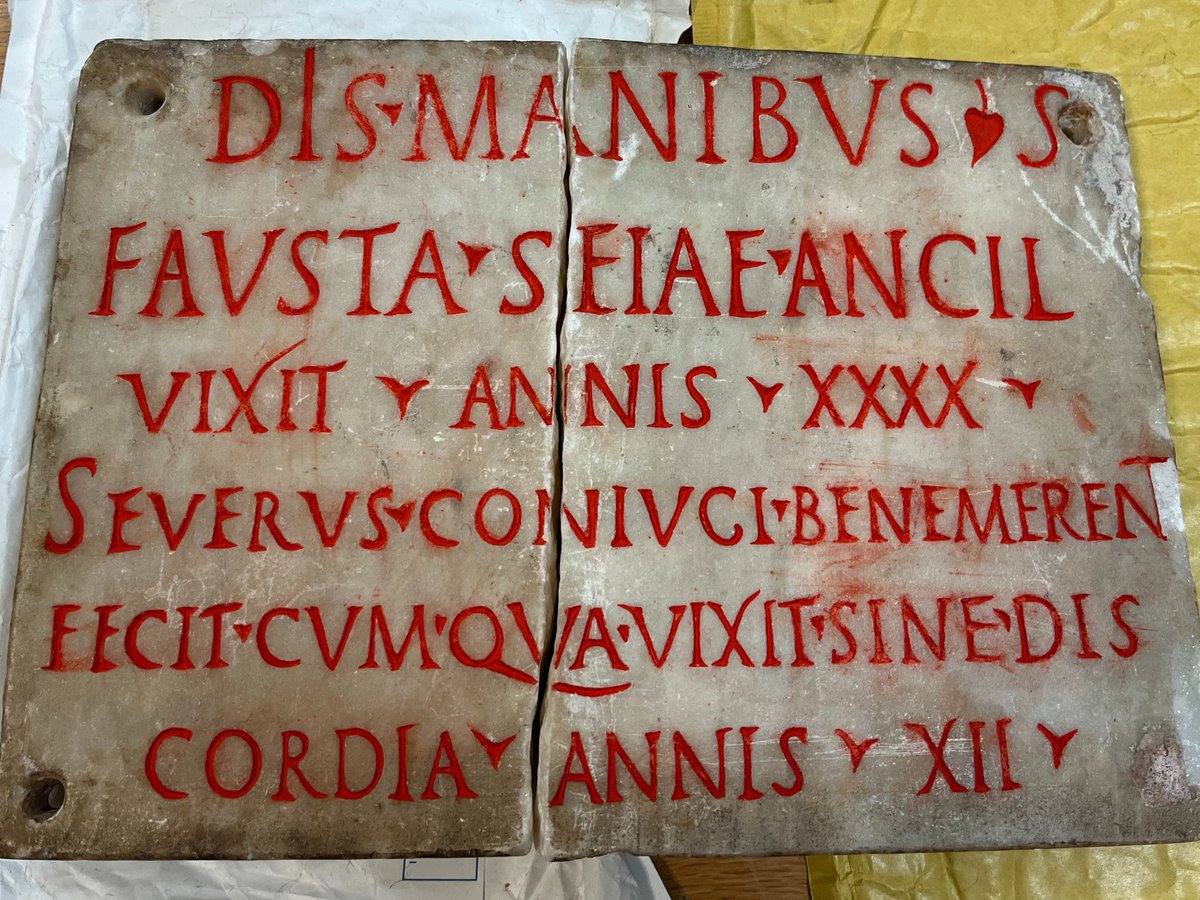 DIS·MANIBVS❦S
FAVSTA·SEIAE·ANCIL
VIXIT·ANNIS·XXXX·
SEVERVS·CONIVGI·BENEMERENT
FECIT·CVM·QVA·VIXIT·SINE·DIS
CORDIA·ANNIS·XII·